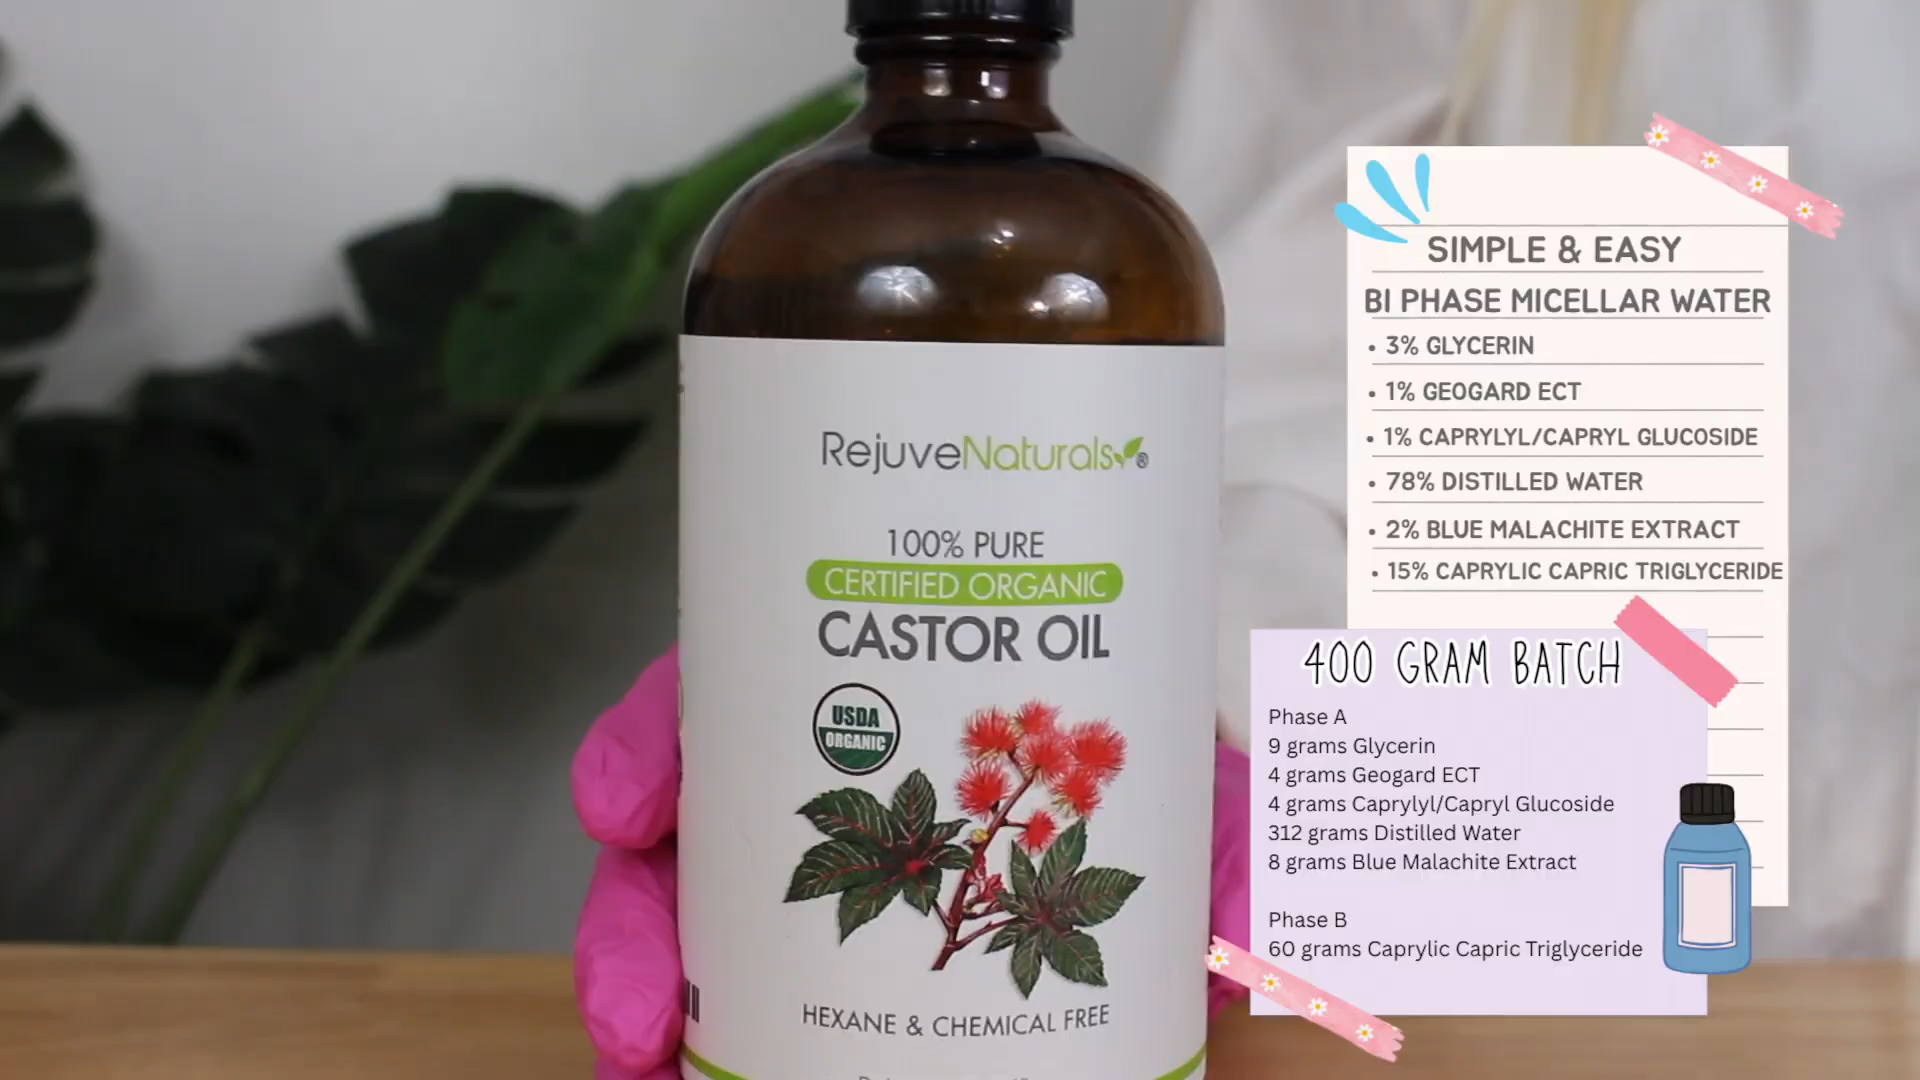 RejuveNaturals®
100% PURE
CERTIFIED ORGANIC
CASTOR OIL
USDA
ORGANIC
HEXANE & CHEMICAL FREE
SIMPLE & EASY
BI PHASE MICELLAR WATER
• 3% GLYCERIN
• 1% GEOGARD ECT
• 1% CAPRYLYL/CAPRYL GLUCOSIDE
• 78% DISTILLED WATER
• 2% BLUE MALACHITE EXTRACT
• 15% CAPRYLIC CAPRIC TRIGLYCERIDE
400 GRAM BATCH
Phase A
9 grams Glycerin
4 grams Geogard ECT
4 grams Caprylyl/Capryl Glucoside
312 grams Distilled Water
8 grams Blue Malachite Extract
Phase B
60 grams Caprylic Capric Triglyceride